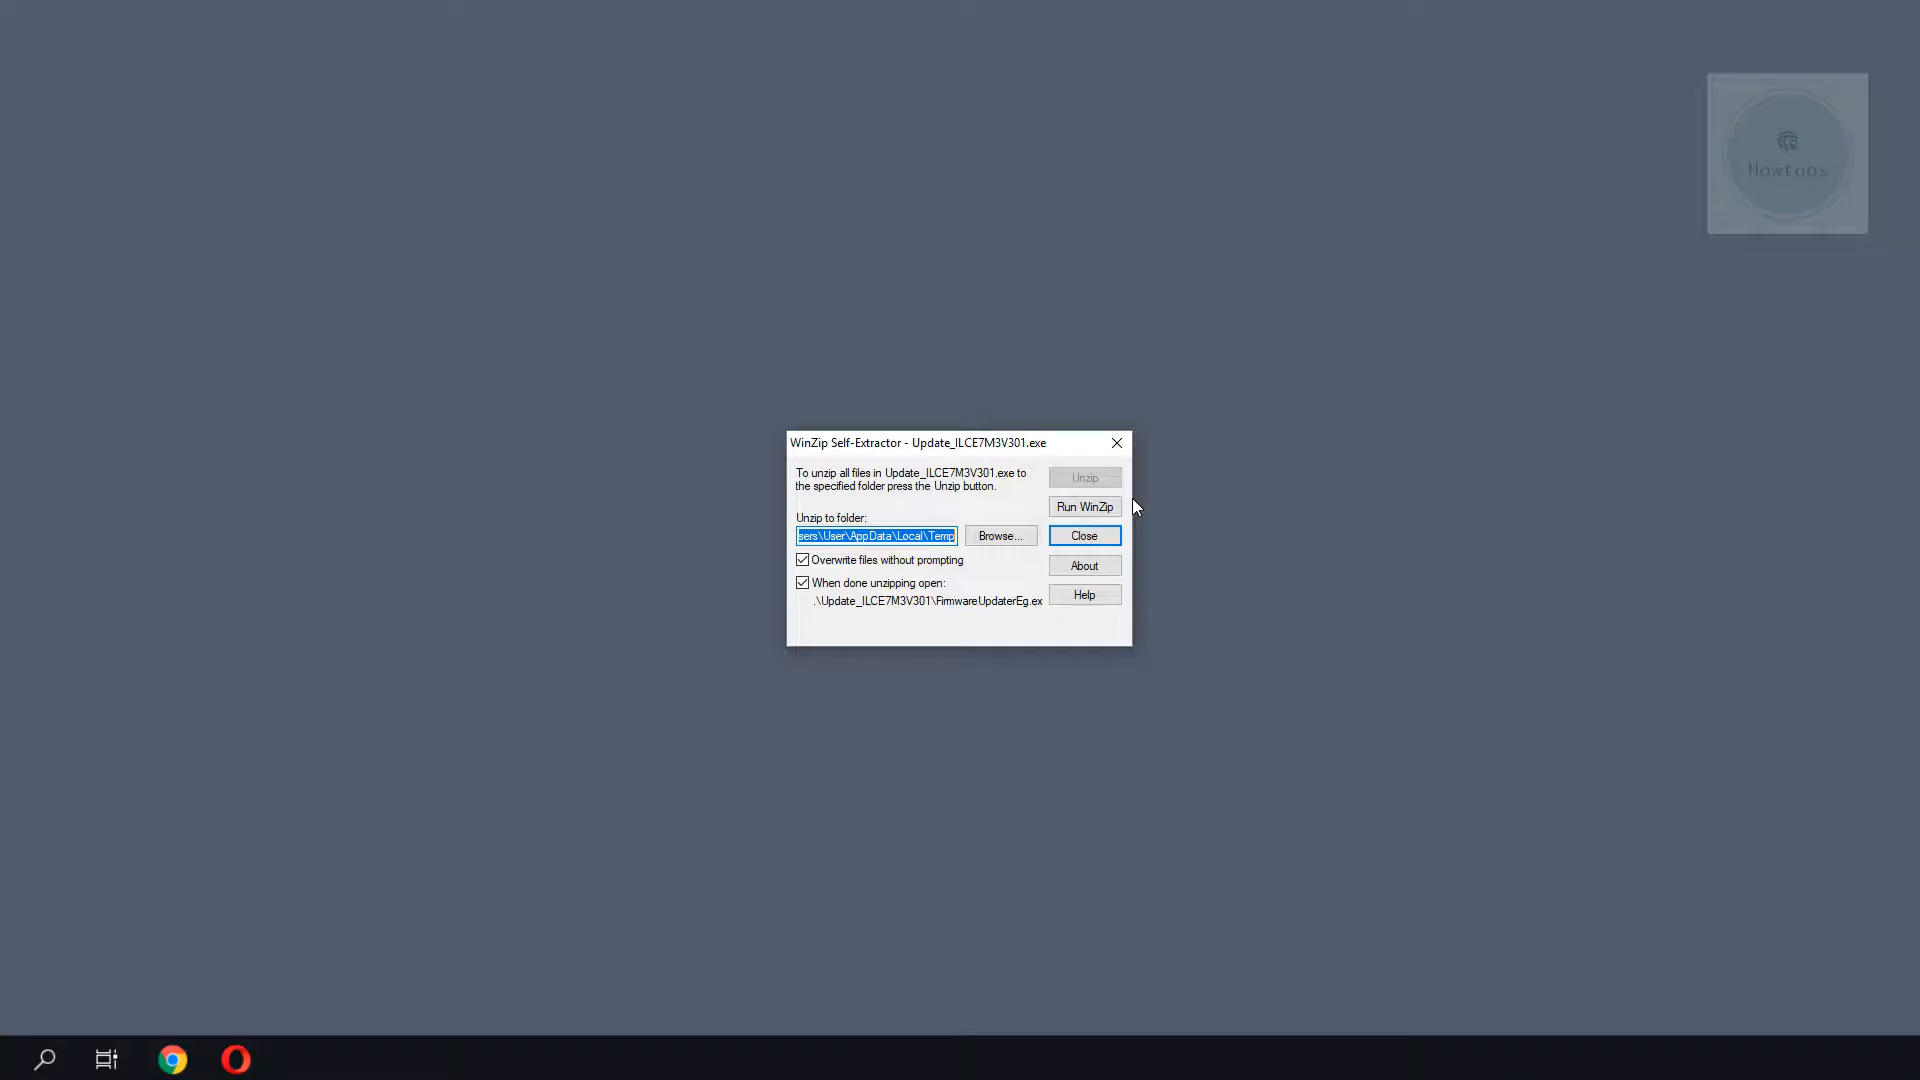 Howtoos
WinZip Self-Extractor - Update_ILCE7M3V301.exe
To unzip all files in Update_ILCE7M3V301.exe to
the specified folder press the Unzip button.
Unzip
Run WinZip
Unzip to folder:
sers\User\AppData\Local\Temp
Browse...
Close
Overwrite files without prompting
About
When done unzipping open:
.\Update_ILCE7M3V301\FirmwareUpdaterEg.ex
Help